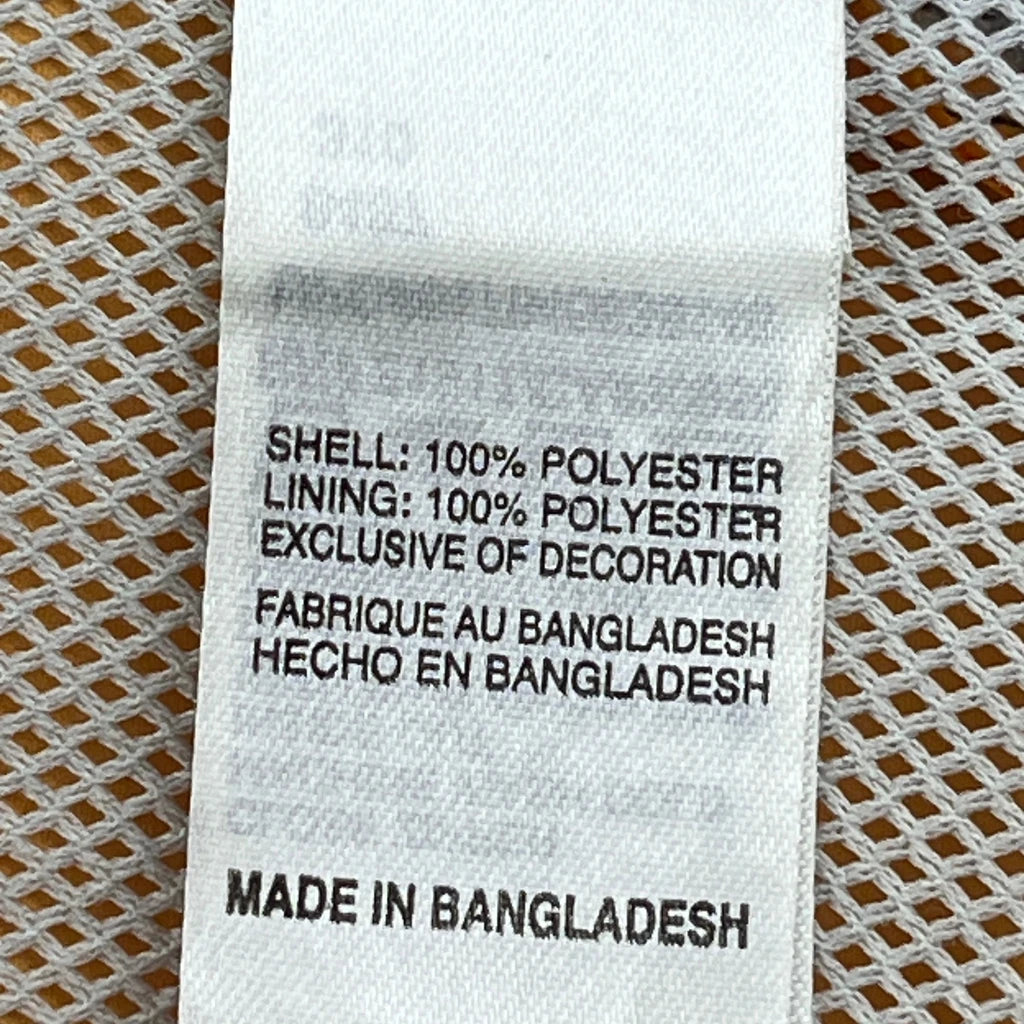 SHELL: 100% POLYESTER
LINING: 100% POLYESTER
EXCLUSIVE OF DECORATION
FABRIQUE AU BANGLADESH
HECHO EN BANGLADESH
MADE IN BANGLADESH